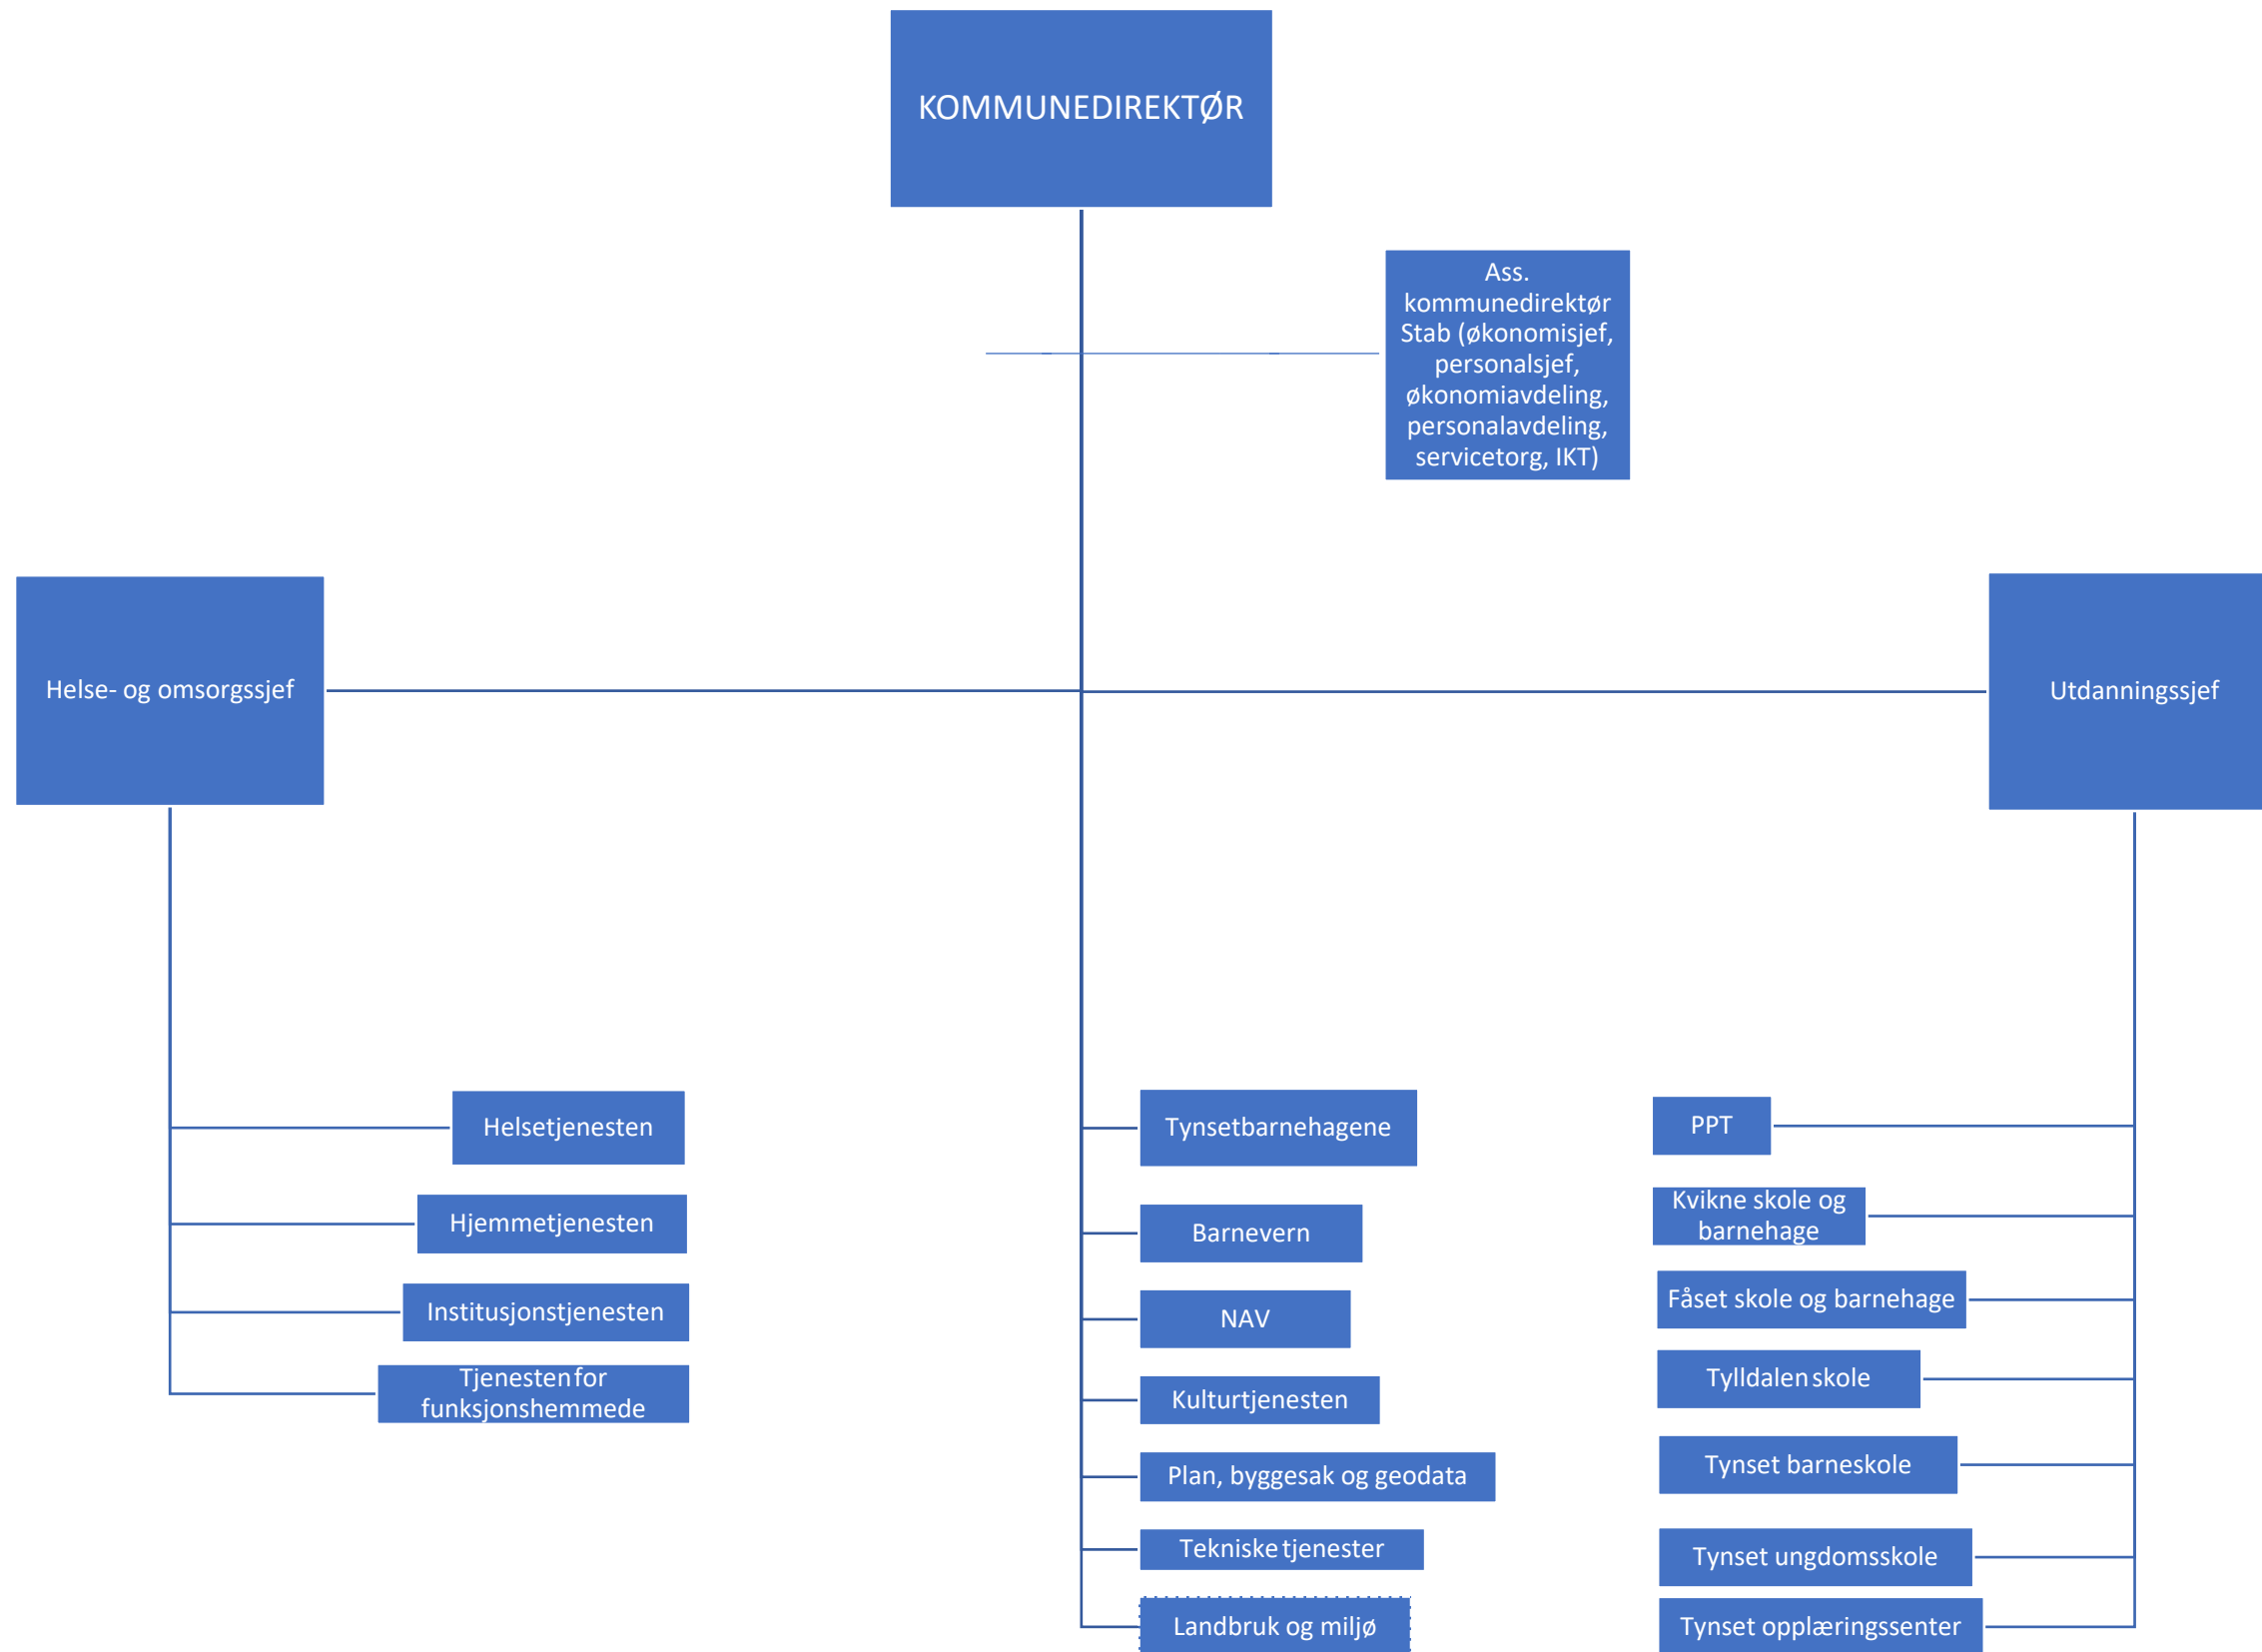 KOMMUNEDIREKTØR
Ass.
kommunedirektør
Stab (økonomisjef,
personalsjef,
økonomiavdeling,
personalavdeling,
servicetorg, IKT)
Helse- og omsorgssjef
Utdanningssjef
Helsetjenesten
Hjemmetjenesten
Institusjonstjenesten
Tjenesten for
funksjonshemmede
Tynsetbarnehagene
Barnevern
NAV
Kulturtjenesten
Plan, byggesak og geodata
Tekniske tjenester
Landbruk og miljø
PPT
Kvikne skole og
barnehage
Fåset skole og barnehage
Tylldalen skole
Tynset barneskole
Tynset ungdomsskole
Tynset opplæringssenter